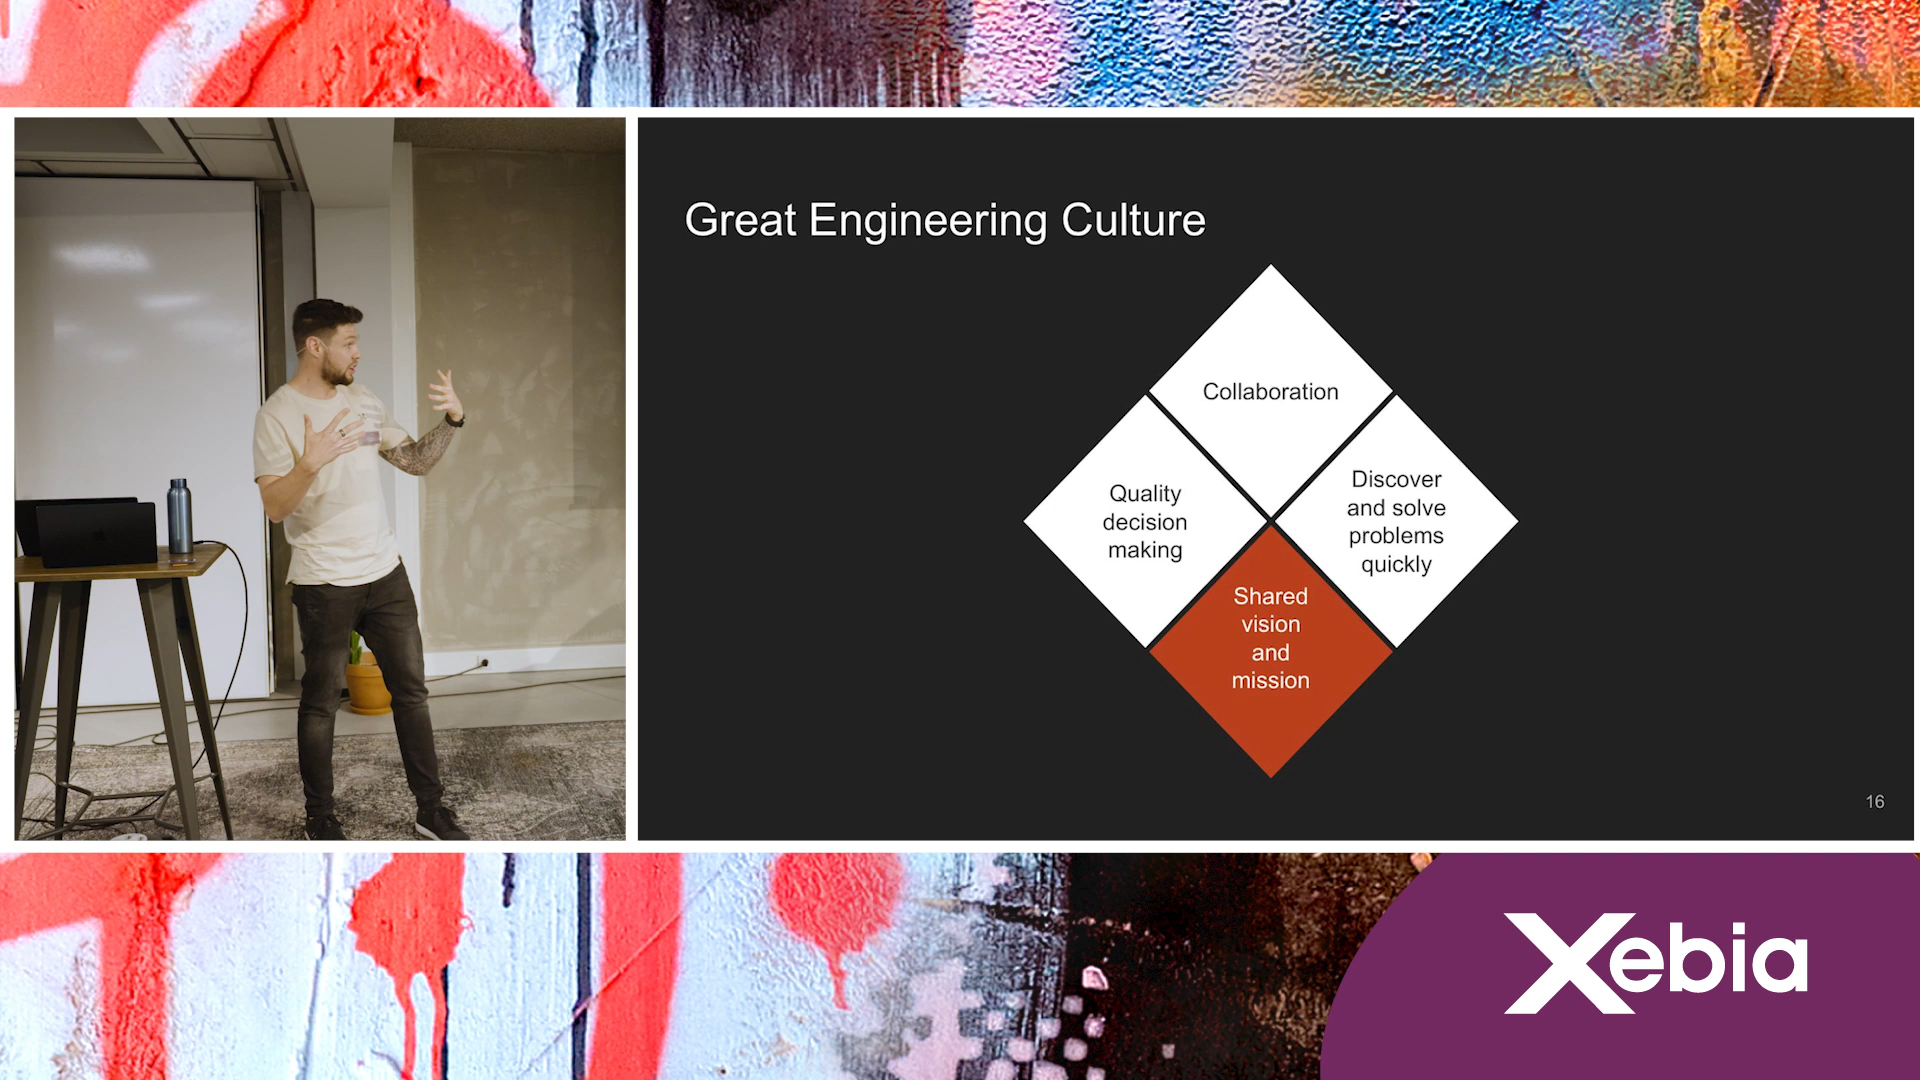 Great Engineering Culture
Collaboration
Quality
decision
making
Discover
and solve
problems
quickly
Shared
vision
and
mission
16
Xebia